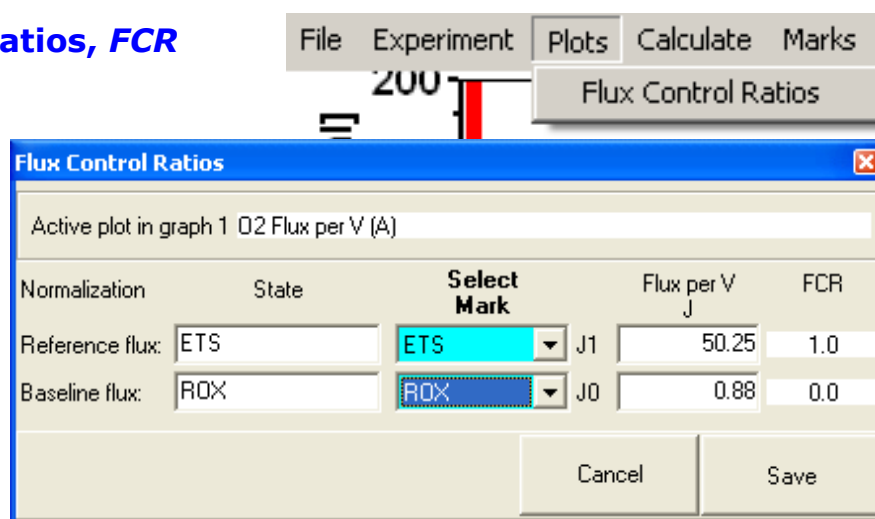 atios, FCR
File Experiment Plots Calculate Marks
Flux Control Ratios
200
Flux Control Ratios
Active plot in graph 1 O2 Flux per V (A)
Normalization State Select Mark Flux per V J FCR
Reference flux: ETS ETS J1 50.25 1.0
Baseline flux: ROX ROX J0 0.88 0.0
Cancel Save